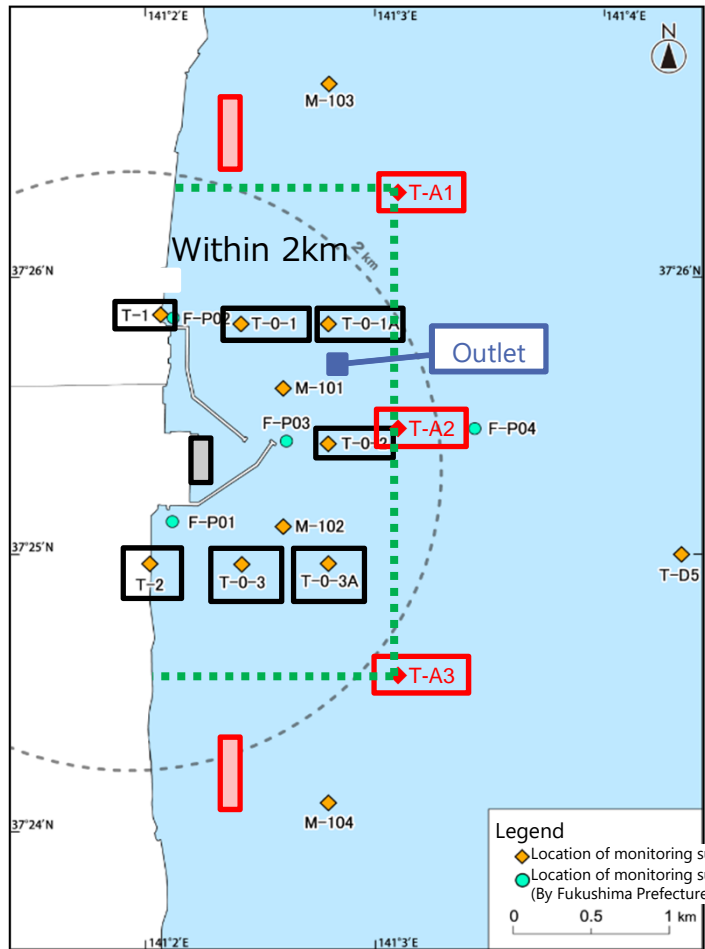 141°2′E
141°3′E
141°4′E
N
M-103
T-A1
2 km
Within 2km
37°26′N
37°26′N
T-1
F-P02
T-0-1
T-0-1A
Outlet
M-101
F-P03
T-0-2
T-A2
F-P04
F-P01
M-102
37°25′N
T-2
T-0-3
T-0-3A
T-D5
T-A3
M-104
37°24′N
Legend
Location of monitoring
Location of monitoring
(By Fukushima Prefecture
0 0.5 1 km
141°2′E
141°3′E